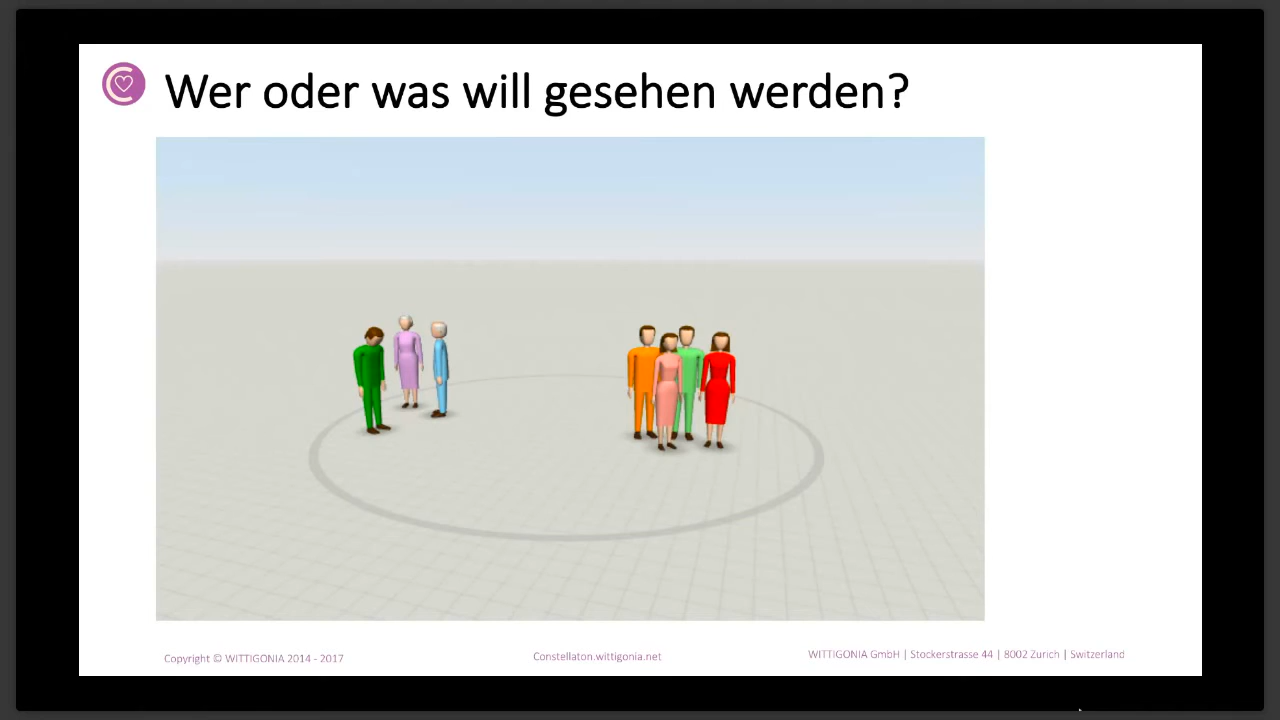 Wer oder was will gesehen werden?
Copyright © WITTIGONIA 2014 - 2017
Constellaton.wittigonia.net
WITTIGONIA GmbH | Stockerstrasse 44 | 8002 Zurich | Switzerland